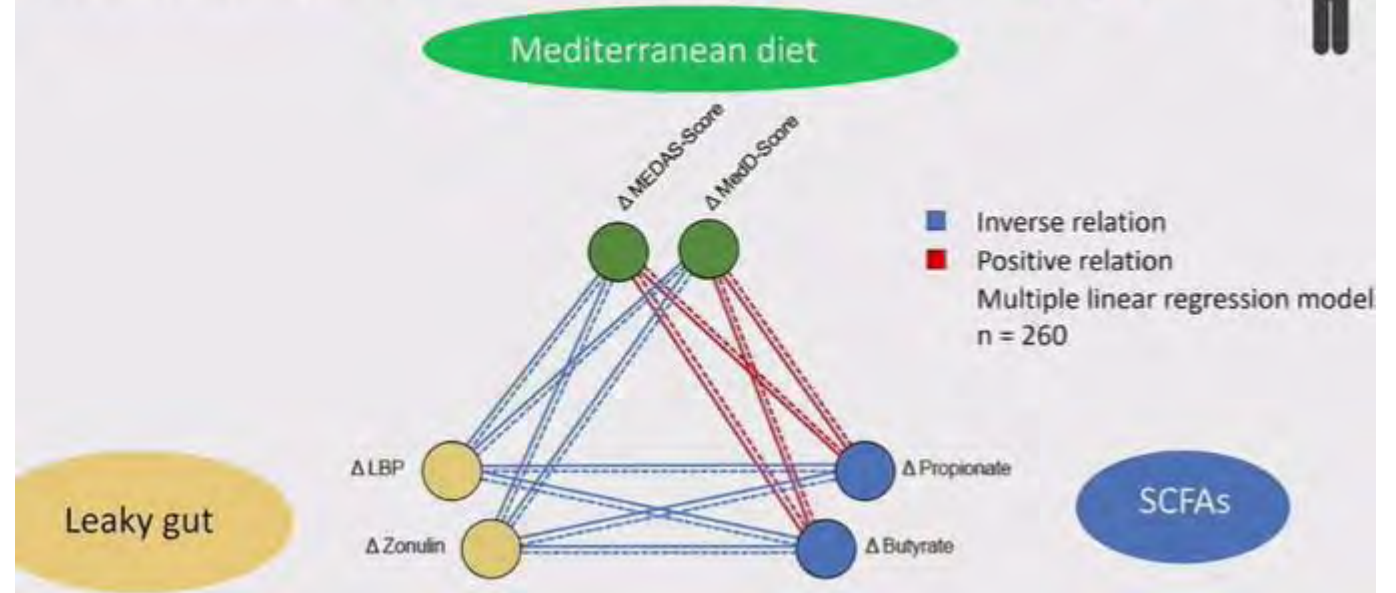 Mediterranean diet
Δ MEDAS-Score
Δ MedD-Score
Inverse relation
Positive relation
Multiple linear regression model
n = 260
Δ LBP
Δ Propionate
Leaky gut
SCFAs
Δ Zonulin
Δ Butyrate